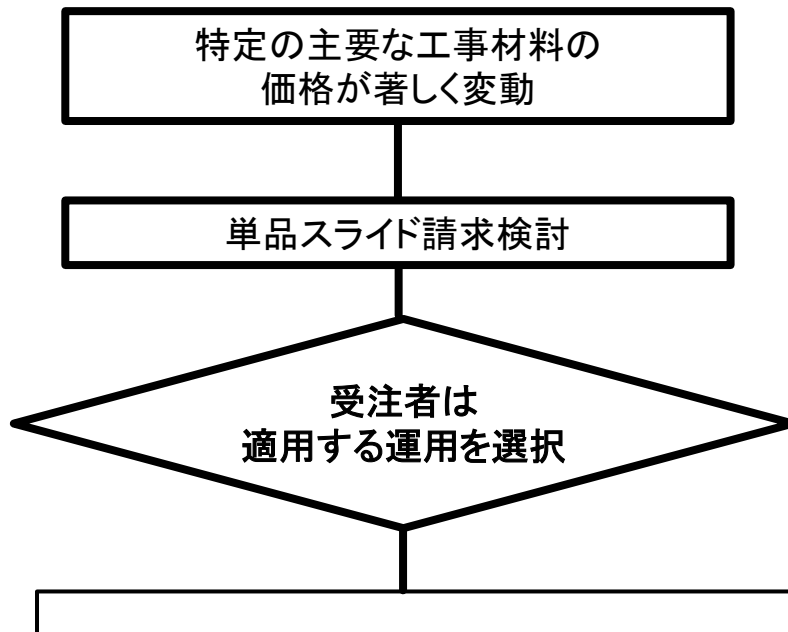 特定の主要な工事材料の
価格が著しく変動
単品スライド請求検討
受注者は
適用する運用を選択